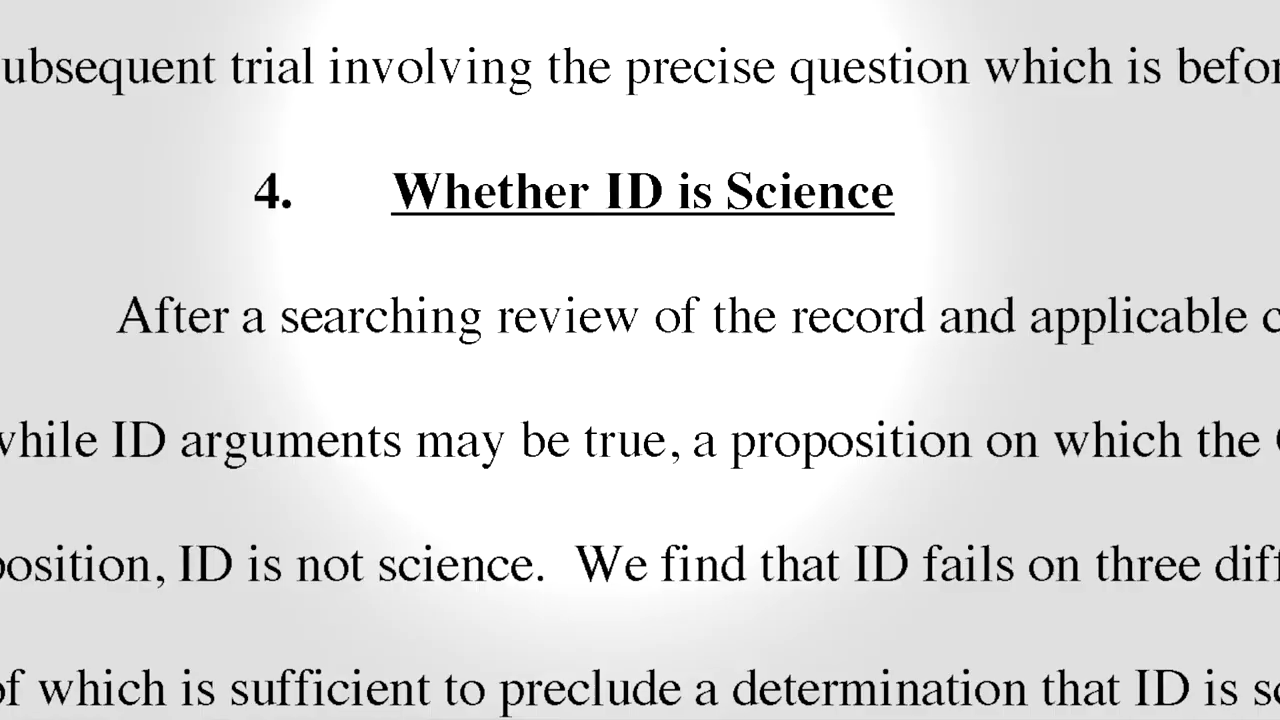 ubsequent trial involving the precise question which is befor
4. Whether ID is Science
After a searching review of the record and applicable c
while ID arguments may be true, a proposition on which the
position, ID is not science. We find that ID fails on three diff
of which is sufficient to preclude a determination that ID is sc